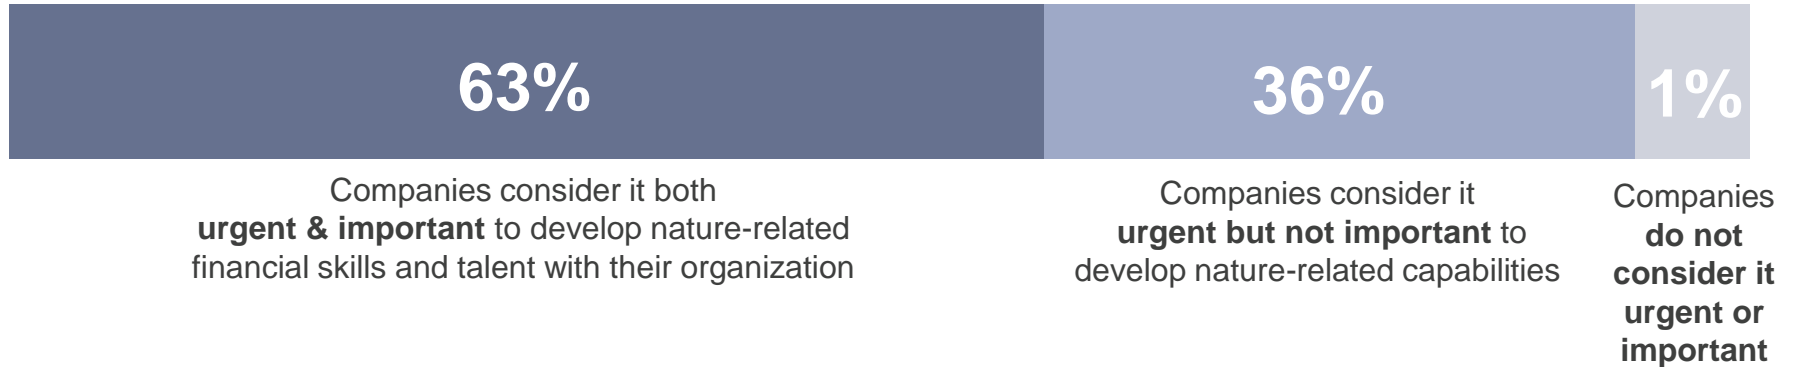 63%
36%
1%
Companies consider it both
urgent & important to develop nature-related
financial skills and talent with their organization
Companies consider it
urgent but not important to
develop nature-related capabilities
Companies
do not
consider it
urgent or
important